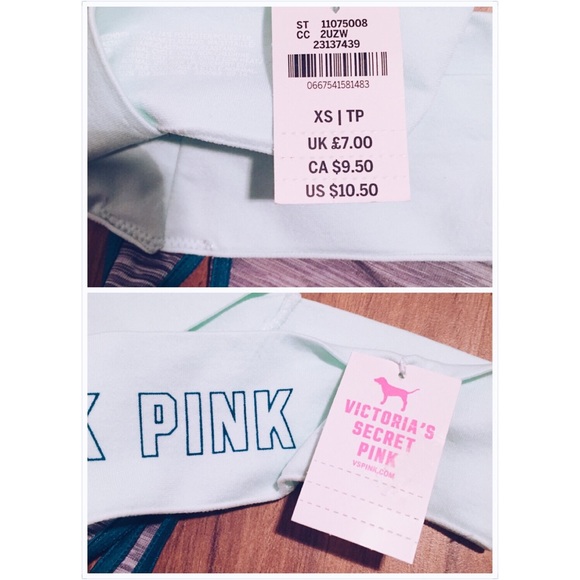 ST 11075008
CC 2UZW
23137439
0667541581483
XS | TP
UK £7.00
CA $9.50
US $10.50
K PINK
VICTORIA'S
SECRET
PINK
VSPINK.COM